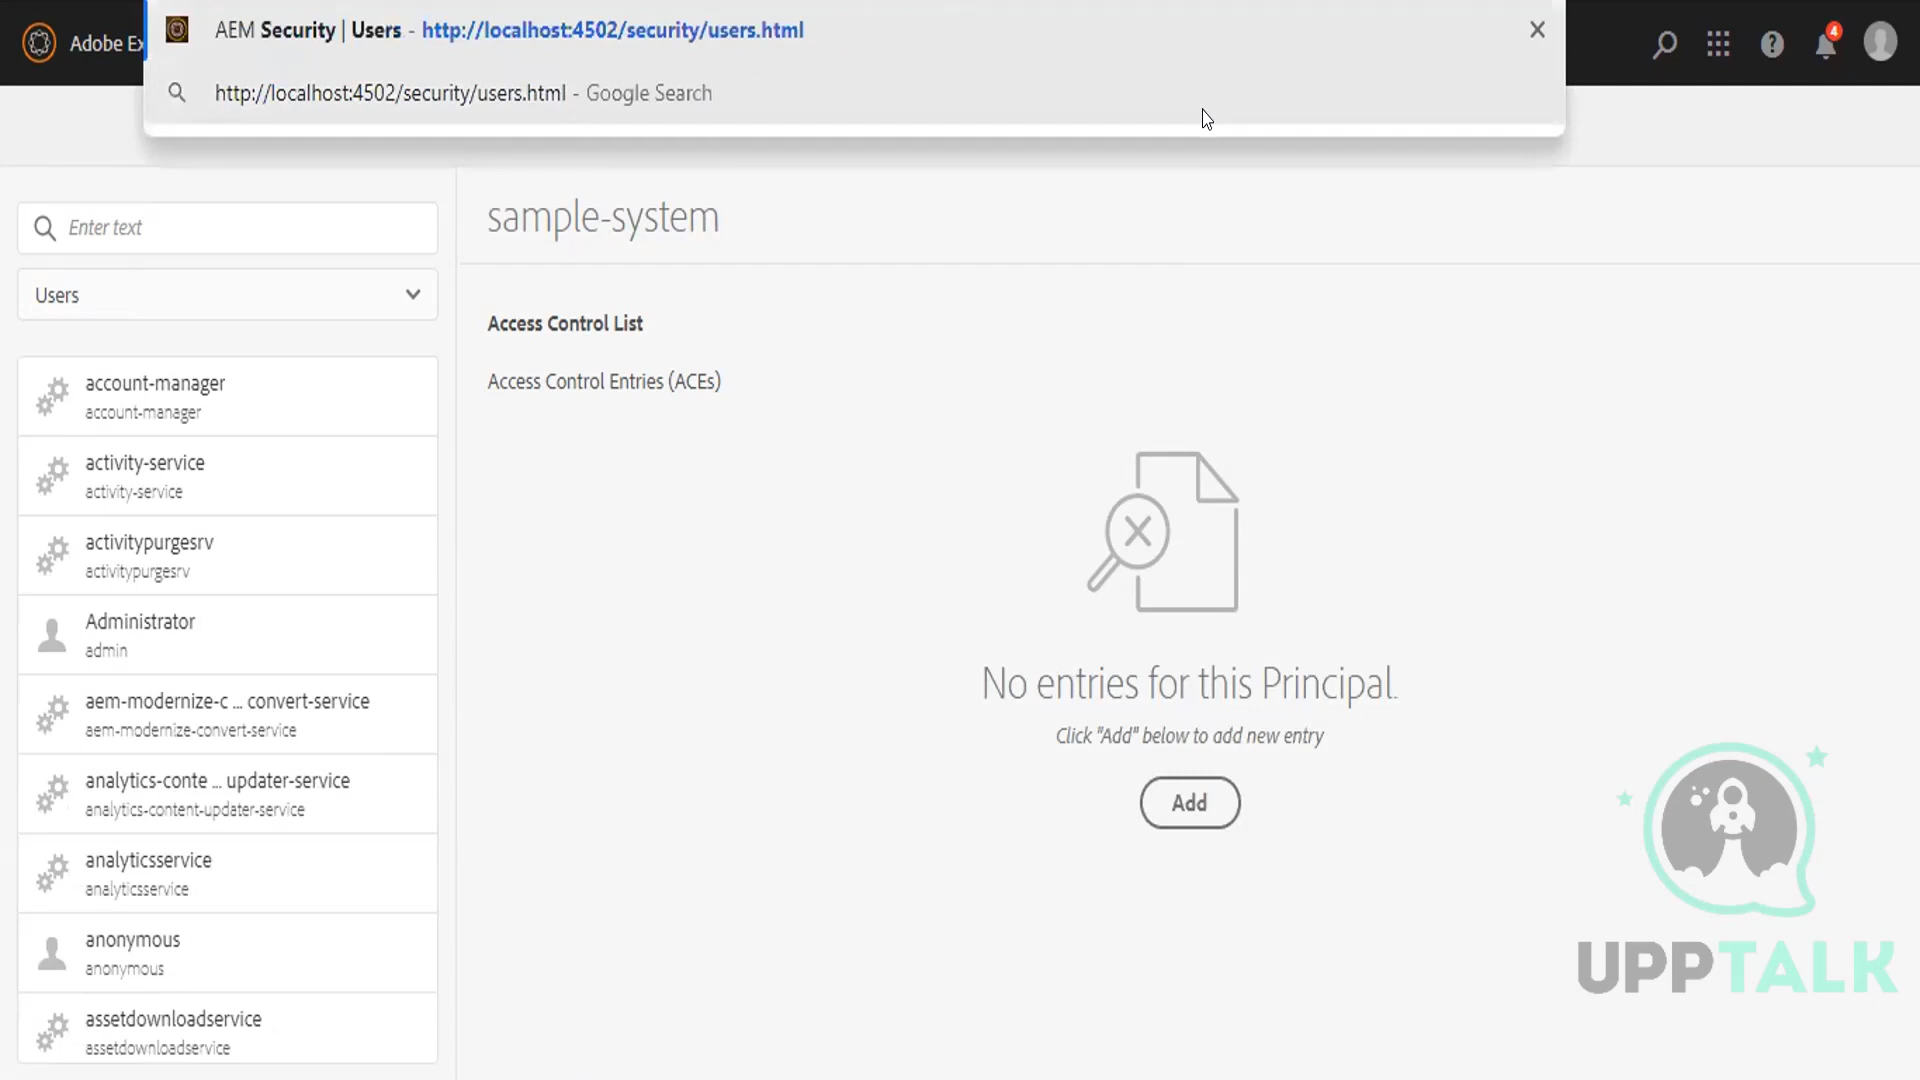 Adobe Ex
AEM Security | Users - http://localhost:4502/security/users.html
http://localhost:4502/security/users.html - Google Search
4
Enter text
Users
account-manager
account-manager
activity-service
activity-service
activitypurgesrv
activitypurgesrv
Administrator
admin
aem-modernize-c ... convert-service
aem-modernize-convert-service
analytics-conte ... updater-service
analytics-content-updater-service
analyticsservice
analyticsservice
anonymous
anonymous
assetdownloadservice
assetdownloadservice
sample-system
Access Control List
Access Control Entries (ACEs)
No entries for this Principal.
Click "Add" below to add new entry
Add
UPPTALK